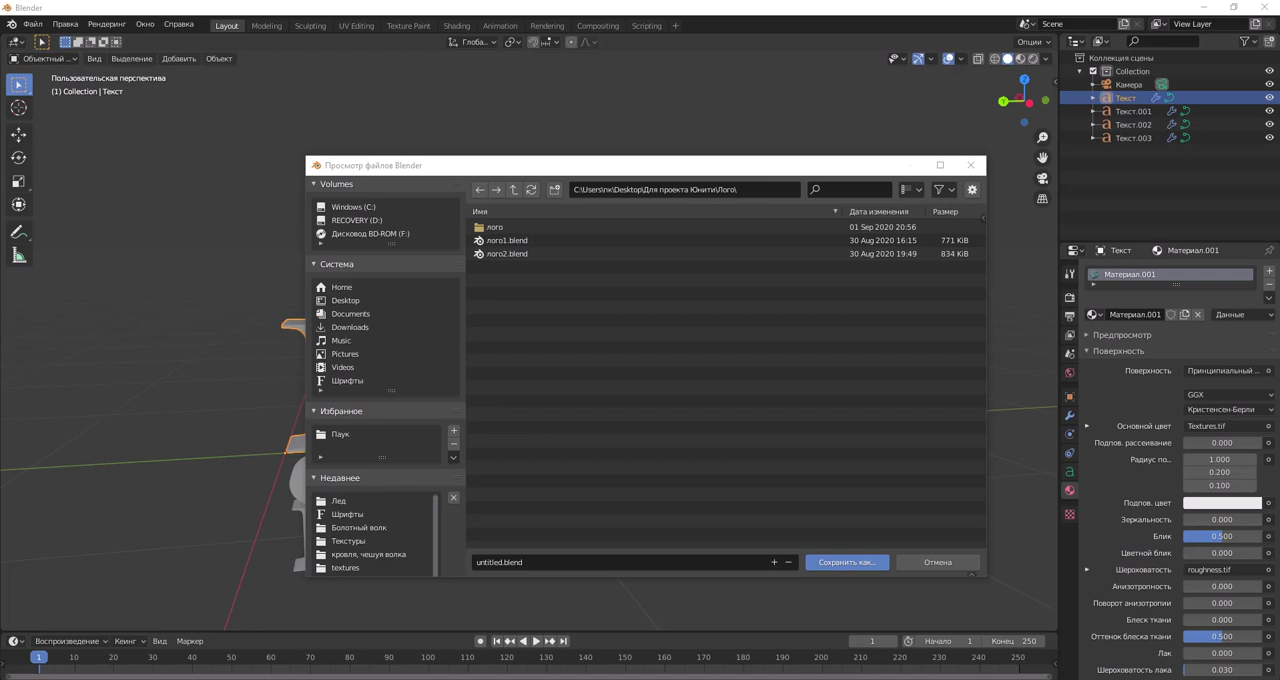 Blender
Файл Правка Рендеринг Окно Справка Layout Modeling Sculpting UV Editing Texture Paint Shading Animation Rendering Compositing Scripting + Scene View Layer
Глоба... Опции
Объектный ... Вид Выделение Добавить Объект
Пользовательская перспектива
(1) Collection | Текст
Y
Z
Коллекция сцены
Collection
Камера
Текст
Текст.001
Текст.002
Текст.003
Просмотр файлов Blender
Volumes
Windows (C:)
RECOVERY (D:)
Дисковод BD-ROM (F:)
Система
Home
Desktop
Documents
Downloads
Music
Pictures
Videos
Шрифты
Избранное
Паук
Недавнее
Лед
Шрифты
Болотный волк
Текстуры
кровля, чешуя волка
textures
C:\Users\пк\Desktop\Для проекта Юнити\Лого\
Имя Дата изменения Размер
лого 01 Sep 2020 20:56
лого1.blend 30 Aug 2020 16:15 771 KiB
лого2.blend 30 Aug 2020 19:49 834 KiB
untitled.blend + − Сохранить как... Отмена
Текст Материал.001
Материал.001
Материал.001 Данные
Предпросмотр
Поверхность
Поверхность Принципиальный ...
GGX
Кристенсен-Берли
Основной цвет Textures.tif
Подпов. рассеивание 0.000
Радиус по... 1.000
0.200
0.100
Подпов. цвет
Зеркальность 0.000
Блик 0.500
Цветной блик 0.000
Шероховатость roughness.tif
Анизотропность 0.000
Поворот анизотропии 0.000
Блеск ткани 0.000
Оттенок блеска ткани 0.500
Лак 0.000
Шероховатость лака 0.030
Воспроизведение Кеинг Вид Маркер 1 Начало 1 Конец 250
1 10 20 30 40 50 60 70 80 90 100 110 120 130 140 150 160 170 180 190 200 210 220 230 240 250